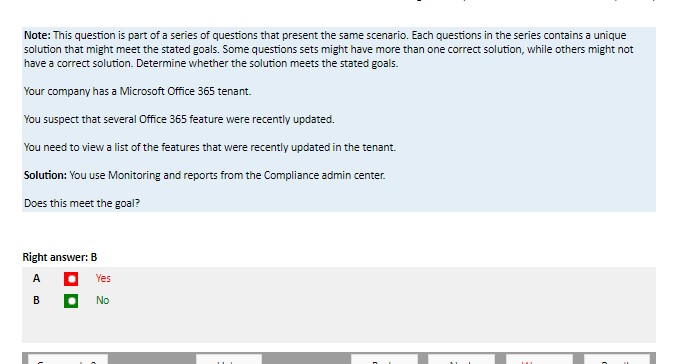 Note: This question is part of a series of questions that present the same scenario. Each questions in the series contains a unique
solution that might meet the stated goals. Some questions sets might have more than one correct solution, while others might not
have a correct solution. Determine whether the solution meets the stated goals.
Your company has a Microsoft Office 365 tenant.
You suspect that several Office 365 feature were recently updated.
You need to view a list of the features that were recently updated in the tenant.
Solution: You use Monitoring and reports from the Compliance admin center.
Does this meet the goal?
Right answer: B
A Yes
B No